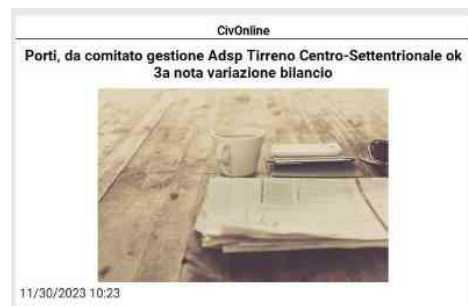 CivOnline
Porti, da comitato gestione Adsp Tirreno Centro-Settentrionale ok
3a nota variazione bilancio
11/30/2023 10:23